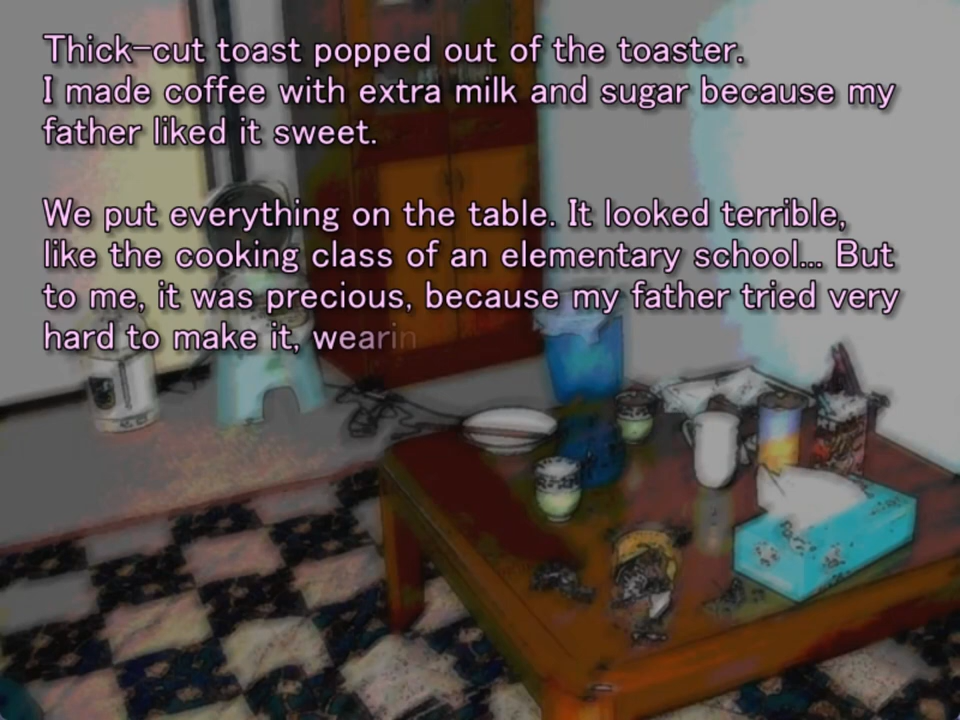 Thick-cut toast popped out of the toaster.
I made coffee with extra milk and sugar because my
father liked it sweet.
We put everything on the table. It looked terrible,
like the cooking class of an elementary school... But
to me, it was precious, because my father tried very
hard to make it, wearin